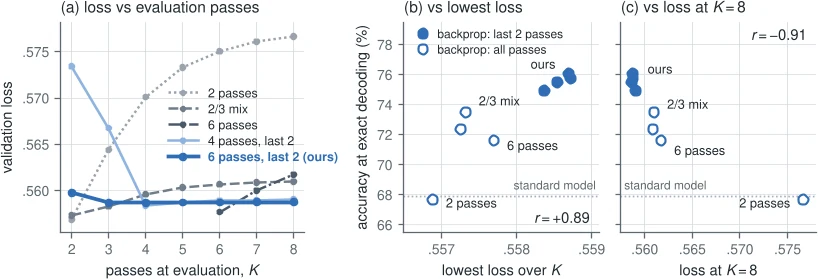 (a) loss vs evaluation passes
validation loss
.575
.570
.565
.560
2 passes
2/3 mix
6 passes
4 passes, last 2
6 passes, last 2 (ours)
2 3 4 5 6 7 8
passes at evaluation, K
(b) vs lowest loss
accuracy at exact decoding (%)
78
76
74
72
70
68
66
backprop: last 2 passes
backprop: all passes
ours
2/3 mix
6 passes
standard model
2 passes
r = +0.89
.557 .558 .559
lowest loss over K
(c) vs loss at K = 8
r = −0.91
ours
2/3 mix
6 passes
standard model
2 passes
.560 .565 .570 .575
loss at K = 8